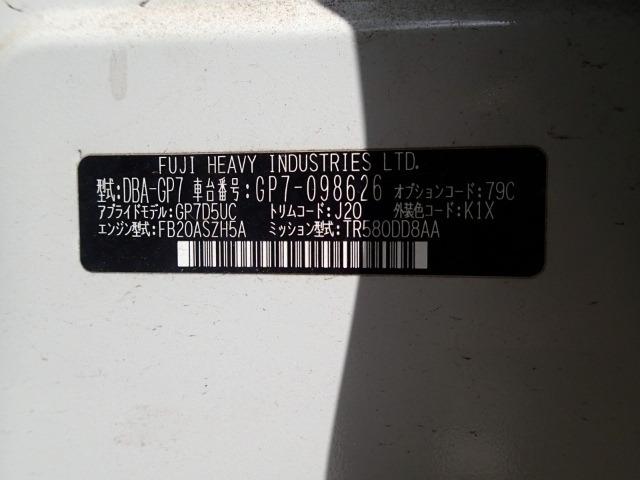 FUJI HEAVY INDUSTRIES LTD.
型式:DBA-GP7 車台番号:GP7-098626 オプションコード:79C
アプライドモデル:GP7D5UC トリムコード:J20 外装色コード:K1X
エンジン型式:FB20ASZH5A ミッション型式:TR580DD8AA